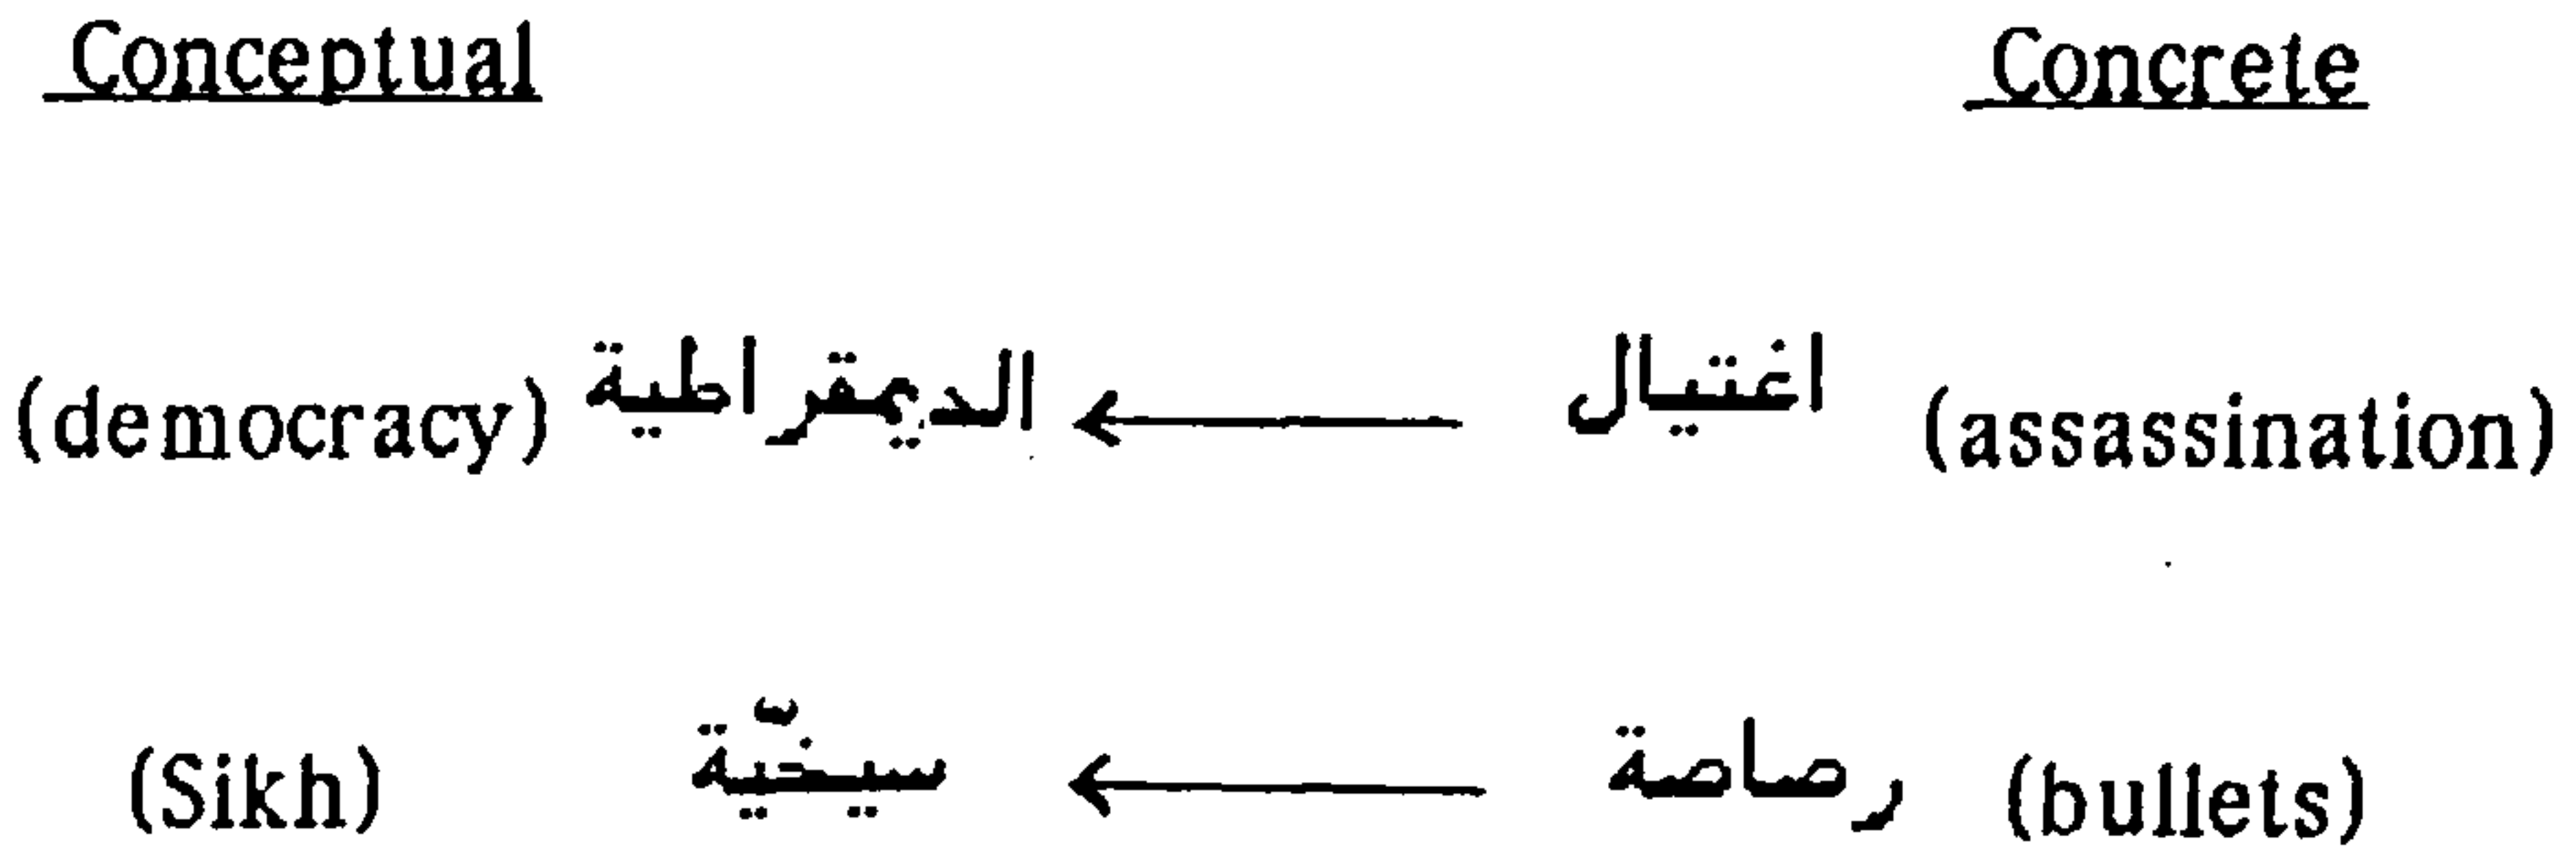 Conceptual Concrete
(democracy) الديمقراطية ← اغتيال (assassination)
(Sikh) سيخيّة ← رصاصة (bullets)